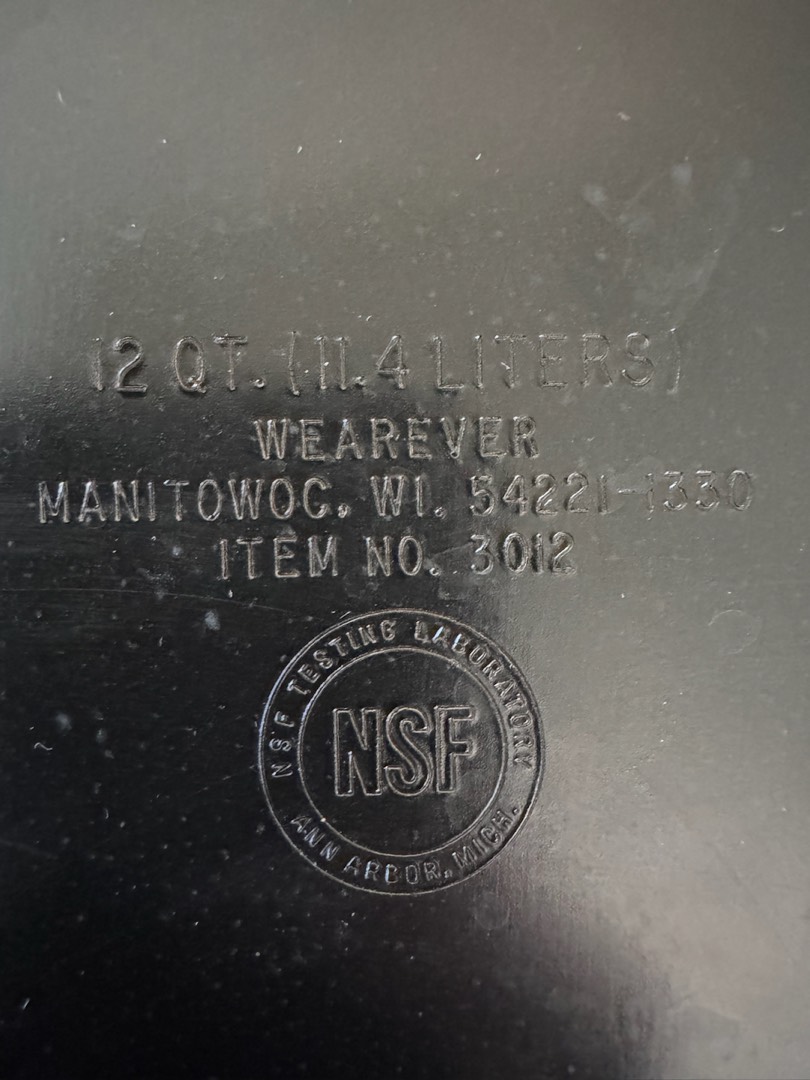 12 QT. (11.4 LITERS)
WEAREVER
MANITOWOC, WI. 54221-1330
ITEM NO. 3012
NSF TESTING LABORATORY
NSF
ANN ARBOR, MICH.